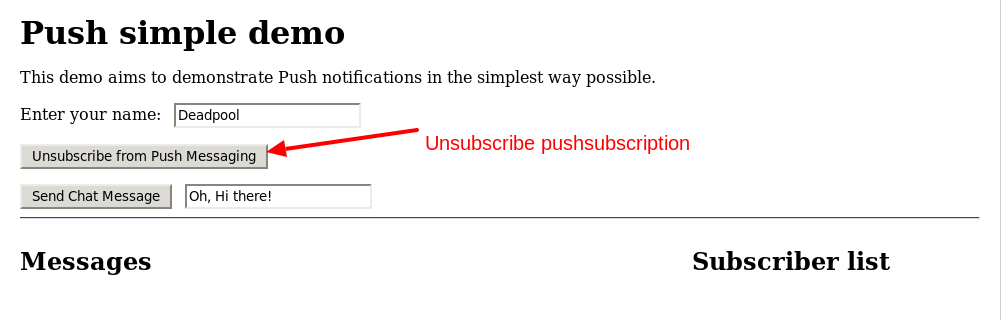 Push simple demo
This demo aims to demonstrate Push notifications in the simplest way possible.
Enter your name: Deadpool
Unsubscribe from Push Messaging
Unsubscribe pushsubscription
Send Chat Message Oh, Hi there!
Messages Subscriber list